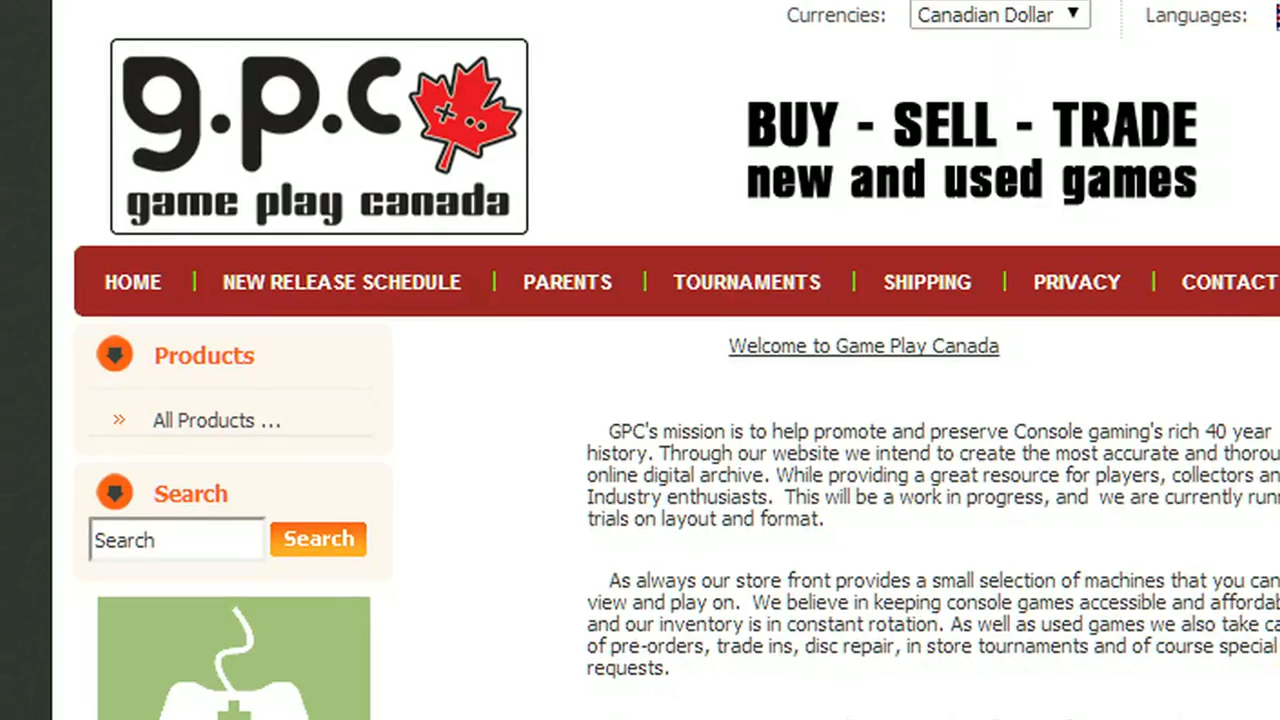 Currencies: Canadian Dollar Languages:
g.p.c
game play canada
BUY - SELL - TRADE
new and used games
HOME NEW RELEASE SCHEDULE PARENTS TOURNAMENTS SHIPPING PRIVACY CONTACT
Products
All Products ...
Search
Search Search
Welcome to Game Play Canada
GPC's mission is to help promote and preserve Console gaming's rich 40 year
history. Through our website we intend to create the most accurate and
online digital archive. While providing a great resource for players, collectors
Industry enthusiasts. This will be a work in progress, and we are currently
trials on layout and format.
As always our store front provides a small selection of machines that you can
view and play on. We believe in keeping console games accessible and
and our inventory is in constant rotation. As well as used games we also take
of pre-orders, trade ins, disc repair, in store tournaments and of course special
requests.